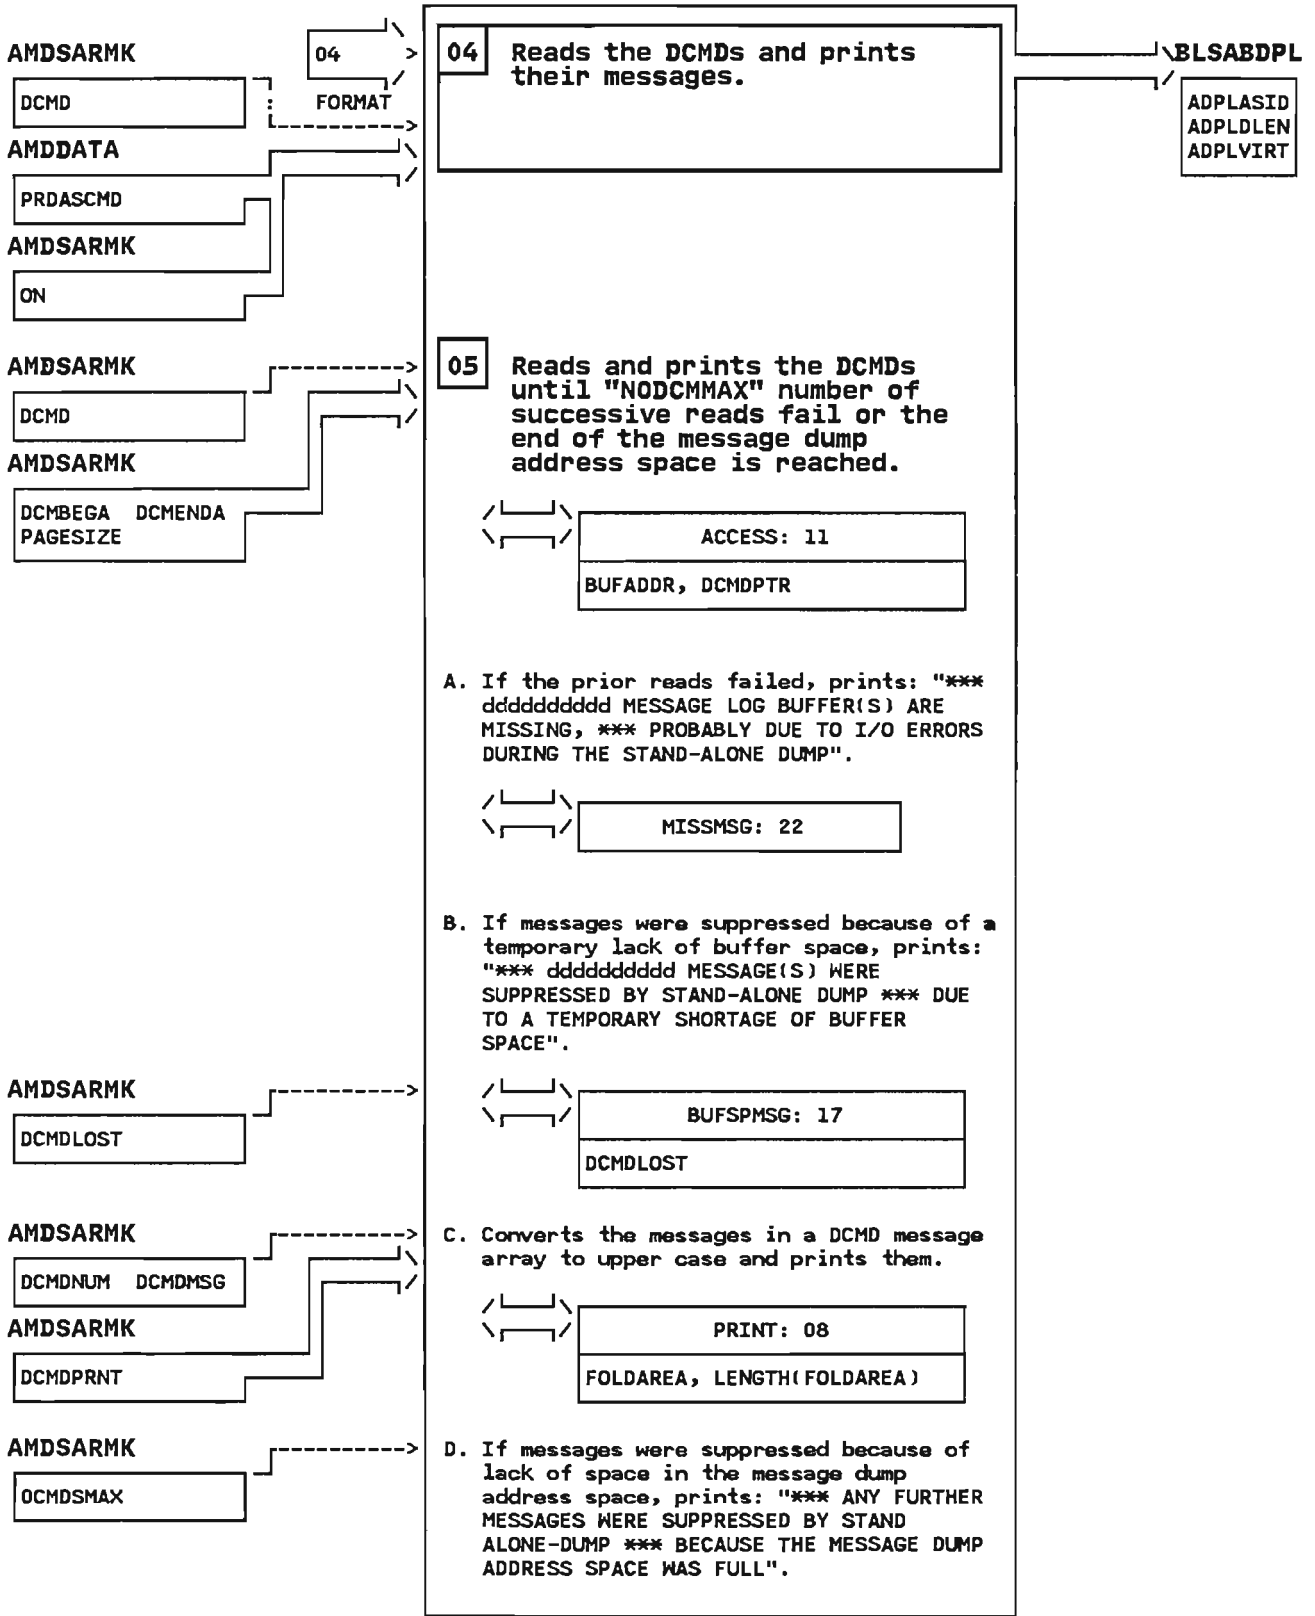 AMDSARMK
DCMD
04
FORMAT
AMDDATA
PRDASCMD
AMDSARMK
ON
04 Reads the DCMDs and prints
their messages.
BLSABDPL
ADPLASID
ADPLDLEN
ADPLVIRT
AMDSARMK
DCMD
AMDSARMK
DCMBEGA DCMENDA
PAGESIZE
05 Reads and prints the DCMDs
until "NODCMMAX" number of
successive reads fail or the
end of the message dump
address space is reached.
ACCESS: 11
BUFADDR, DCMDPTR
A. If the prior reads failed, prints: "***
dddddddddd MESSAGE LOG BUFFER(S) ARE
MISSING, *** PROBABLY DUE TO I/O ERRORS
DURING THE STAND-ALONE DUMP".
MISSMSG: 22
B. If messages were suppressed because of a
temporary lack of buffer space, prints:
"*** dddddddddd MESSAGE(S) WERE
SUPPRESSED BY STAND-ALONE DUMP *** DUE
TO A TEMPORARY SHORTAGE OF BUFFER
SPACE".
AMDSARMK
DCMDLOST
BUFSPMSG: 17
DCMDLOST
AMDSARMK
DCMDNUM DCMDMSG
AMDSARMK
DCMDPRNT
C. Converts the messages in a DCMD message
array to upper case and prints them.
PRINT: 08
FOLDAREA, LENGTH(FOLDAREA)
AMDSARMK
OCMDSMAX
D. If messages were suppressed because of
lack of space in the message dump
address space, prints: "*** ANY FURTHER
MESSAGES WERE SUPPRESSED BY STAND
ALONE-DUMP *** BECAUSE THE MESSAGE DUMP
ADDRESS SPACE WAS FULL".